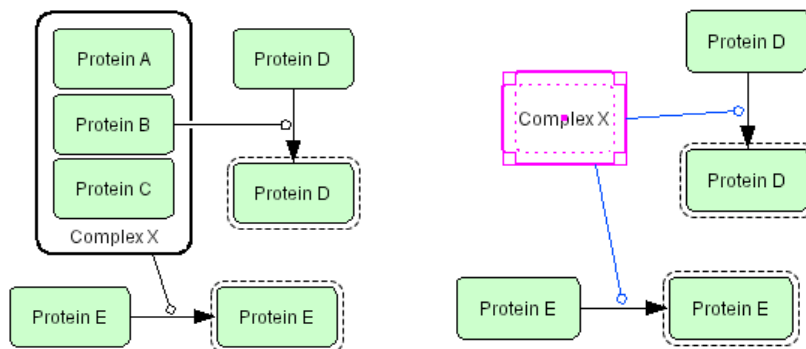 Protein A
Protein B
Protein C
Complex X
Protein D
Protein D
Protein E
Protein E
Complex X
Protein D
Protein D
Protein E
Protein E